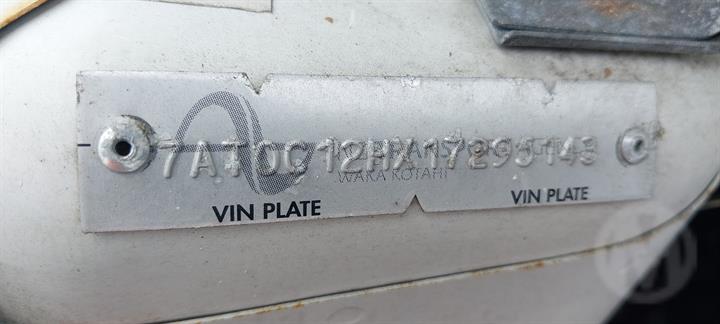 7AT0C12HX17295143
WAKA KOTAHI
VIN PLATE VIN PLATE